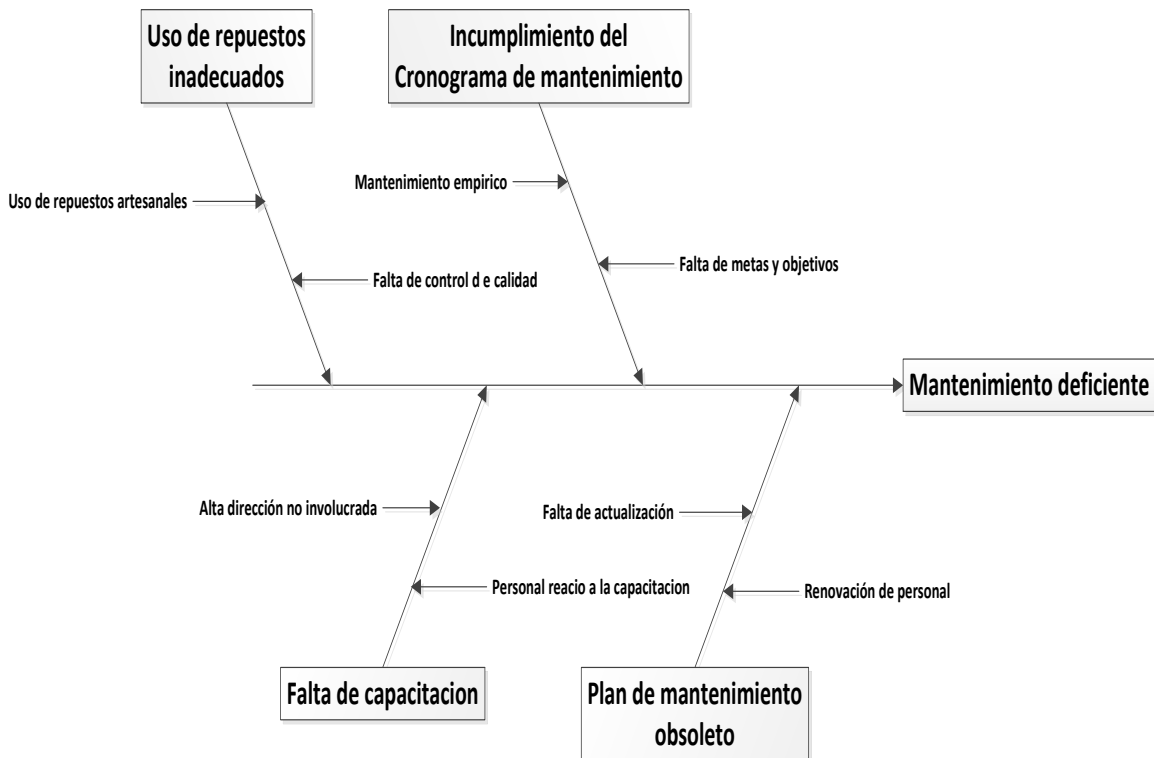 Uso de repuestos
inadecuados
Incumplimiento del
Cronograma de mantenimiento
Mantenimiento empirico
Uso de repuestos artesanales
Falta de metas y objetivos
Falta de control d e calidad
Mantenimiento deficiente
Alta dirección no involucrada
Falta de actualización
Personal reacio a la capacitacion
Renovación de personal
Falta de capacitacion
Plan de mantenimiento
obsoleto